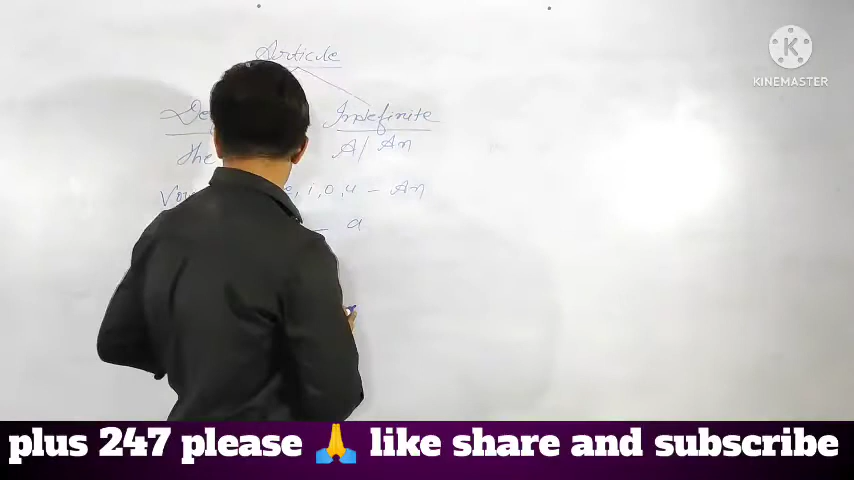 Article
Indefinite
the A/ An
i, o, u - An
a
KINEMASTER
plus 247 please 🙏 like share and subscribe